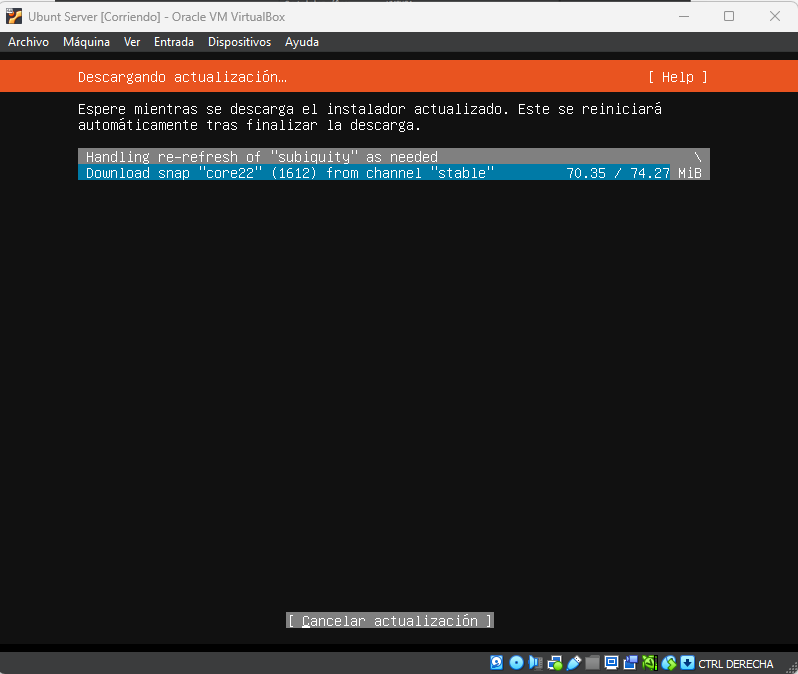 Ubunt Server [Corriendo] - Oracle VM VirtualBox
Archivo Máquina Ver Entrada Dispositivos Ayuda
Descargando actualización… [ Help ]
Espere mientras se descarga el instalador actualizado. Este se reiniciará
automáticamente tras finalizar la descarga.
Handling re-refresh of "subiquity" as needed \
Download snap "core22" (1612) from channel "stable" 70.35 / 74.27 MiB
[ Cancelar actualización ]
CTRL DERECHA